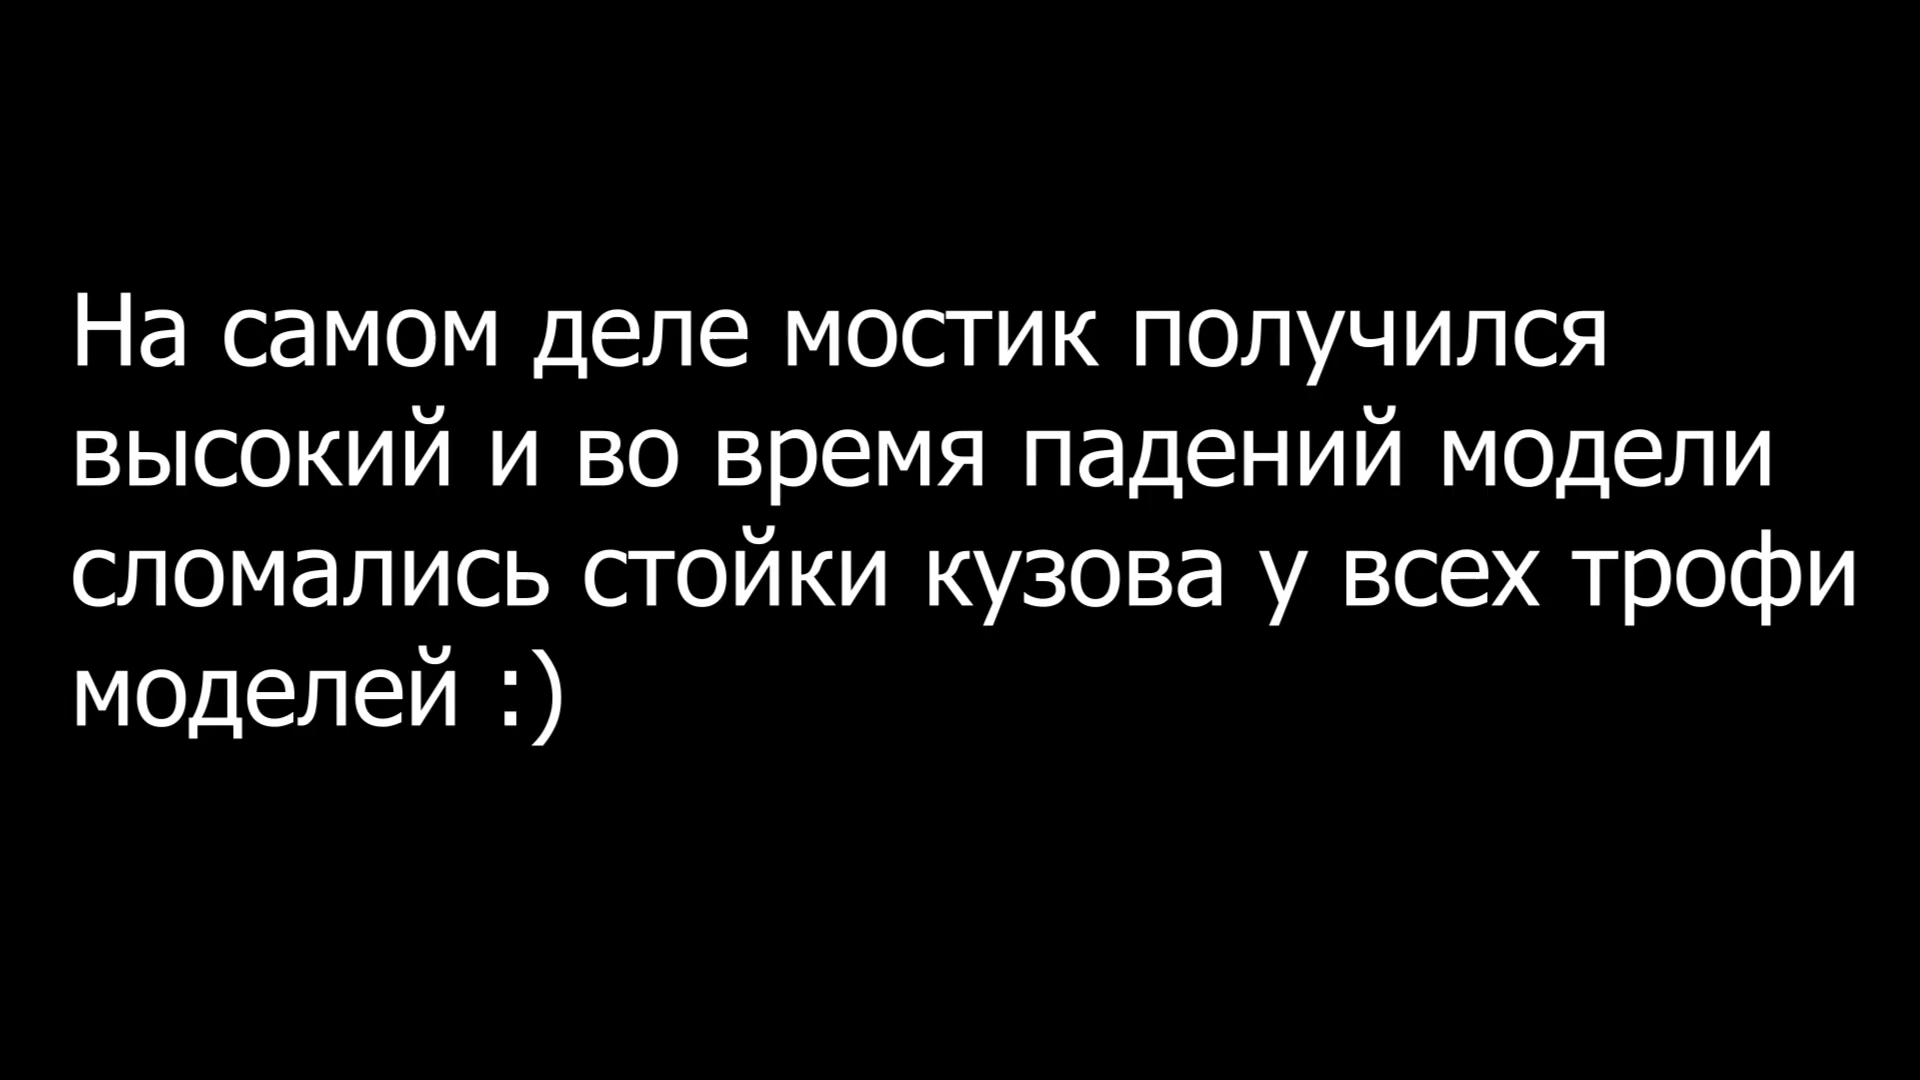 На самом деле мостик получился
высокий и во время падений модели
сломались стойки кузова у всех трофи
моделей :)